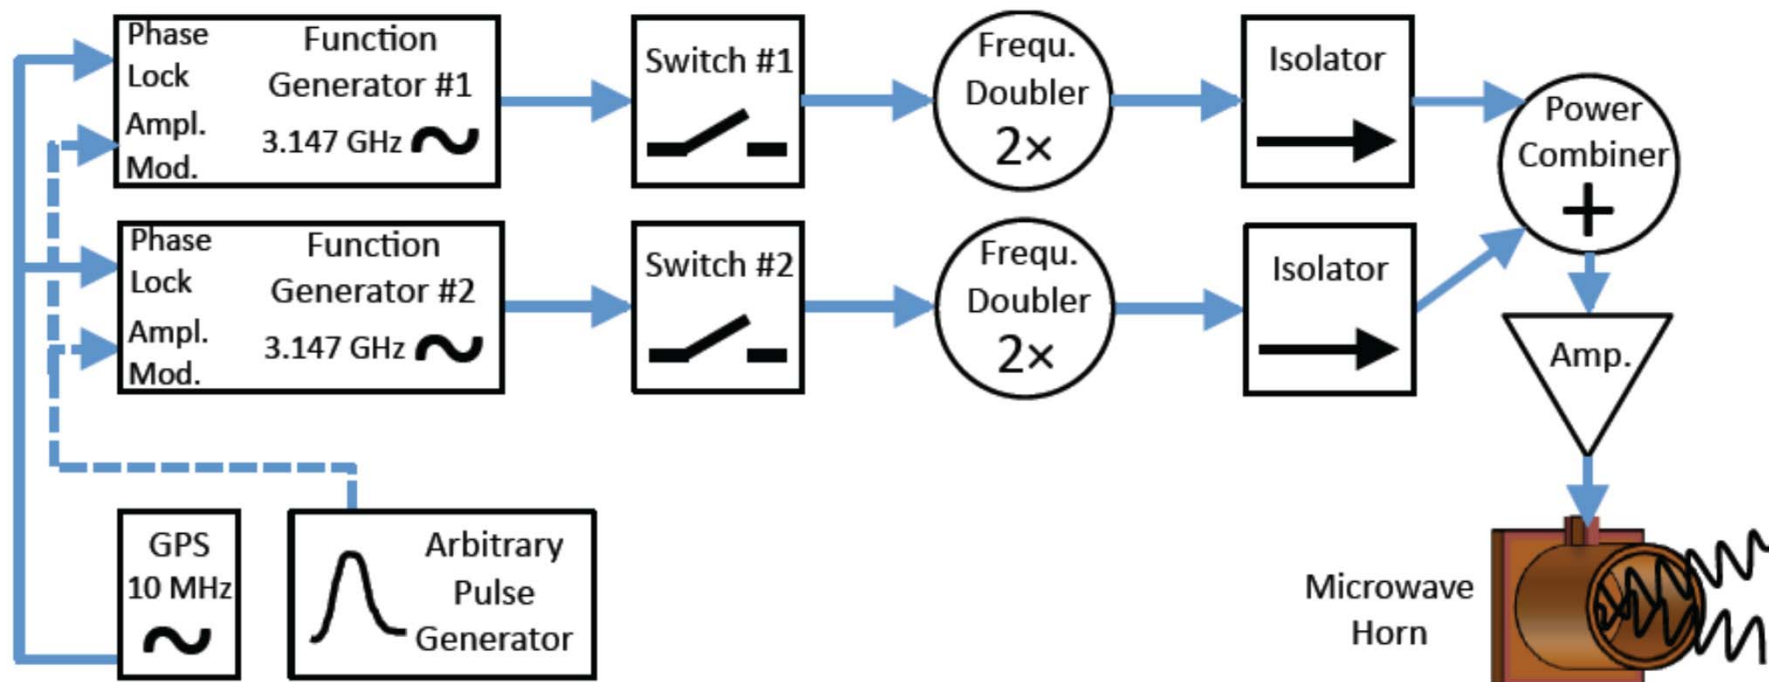 Phase
Lock
Ampl.
Mod.
Function
Generator #1
3.147 GHz
Switch #1
Frequ.
Doubler
2×
Isolator
Power
Combiner
+
Phase
Lock
Ampl.
Mod.
Function
Generator #2
3.147 GHz
Switch #2
Frequ.
Doubler
2×
Isolator
Amp.
GPS
10 MHz
Arbitrary
Pulse
Generator
Microwave
Horn